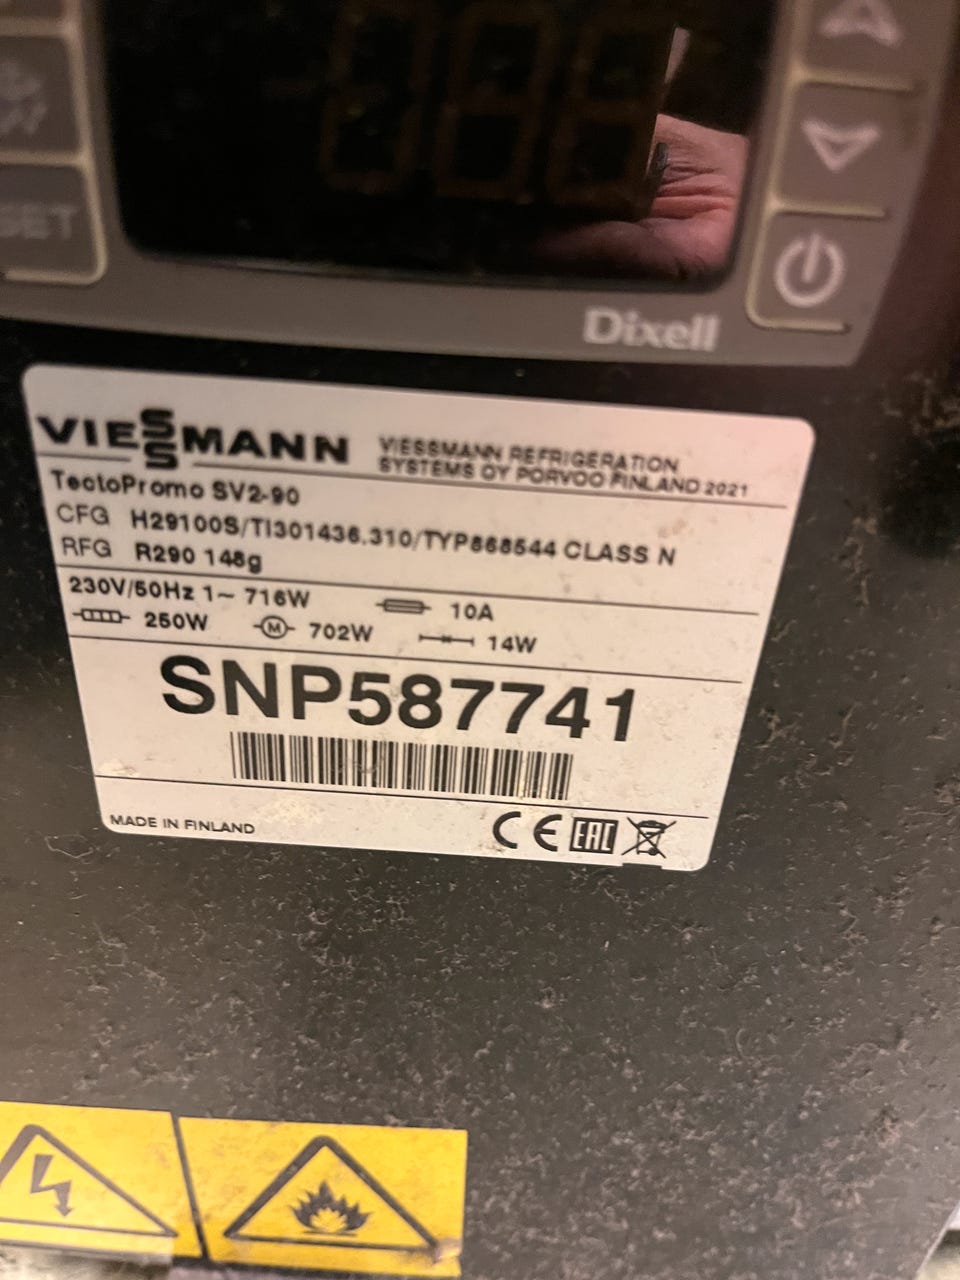 SET
Dixell
VIESSMANN
VIESSMANN REFRIGERATION
SYSTEMS OY PORVOO FINLAND 2021
TectoPromo SV2-90
CFG H29100S/TI301436.310/TYP868544 CLASS N
RFG R290 148g
230V/50Hz 1~ 716W 10A
250W M 702W 14W
SNP587741
MADE IN FINLAND CE EAC